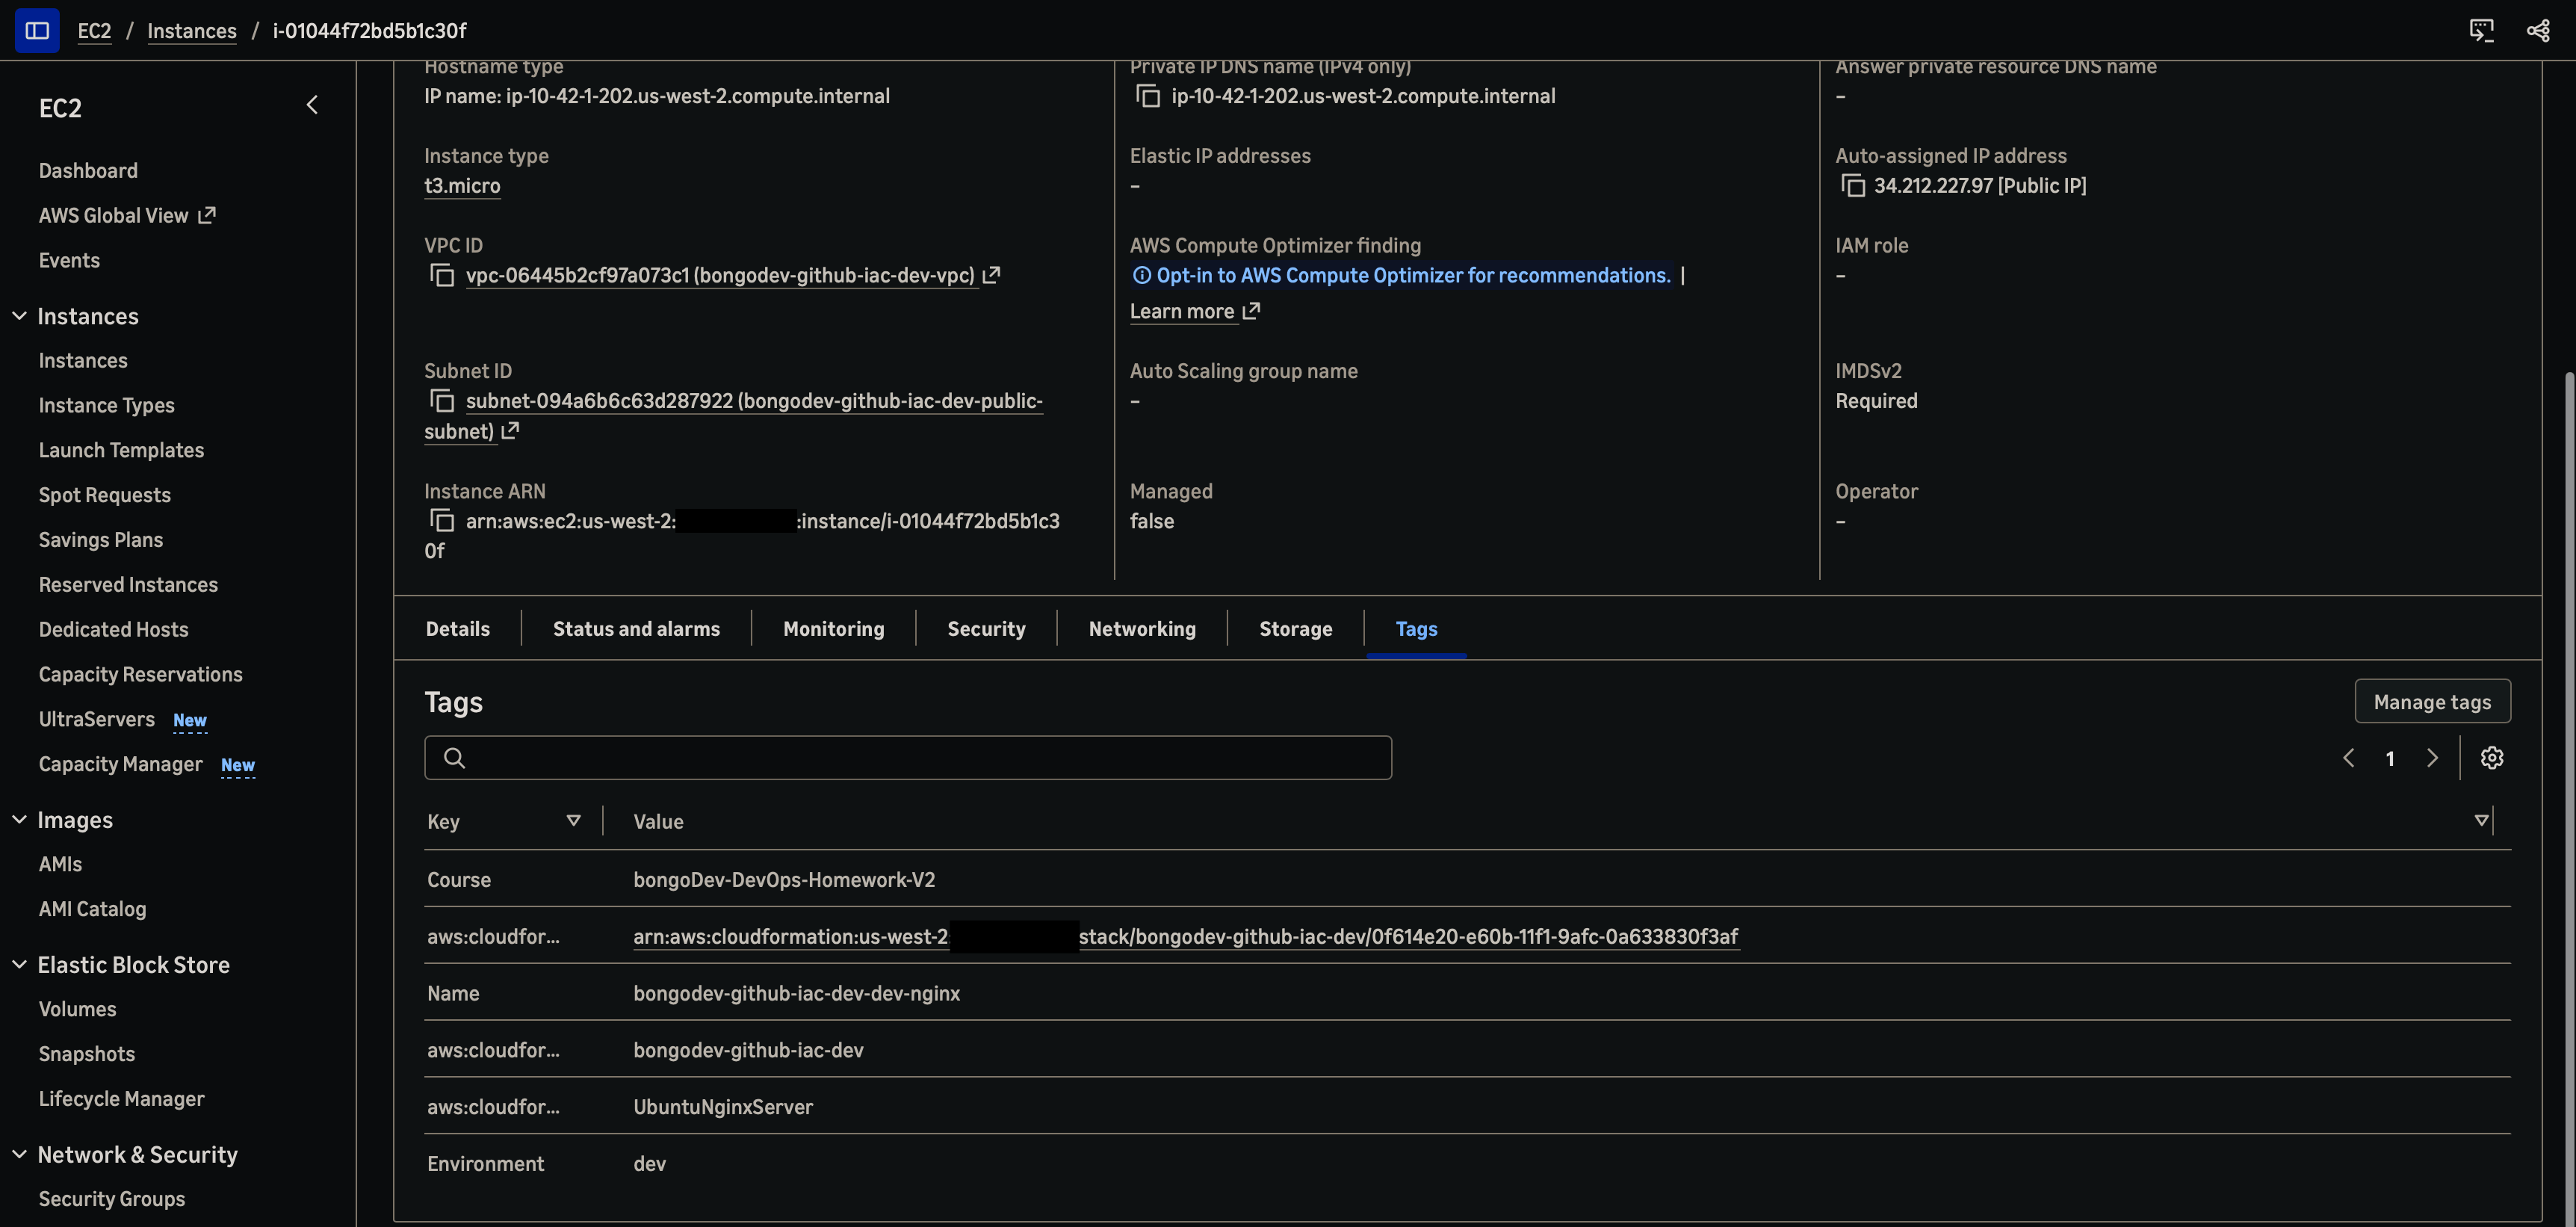 EC2 / Instances / i-01044f72bd5b1c30f
EC2
Dashboard
AWS Global View
Events
Instances
Instances
Instance Types
Launch Templates
Spot Requests
Savings Plans
Reserved Instances
Dedicated Hosts
Capacity Reservations
UltraServers New
Capacity Manager New
Images
AMIs
AMI Catalog
Elastic Block Store
Volumes
Snapshots
Lifecycle Manager
Network & Security
Security Groups
Hostname type
IP name: ip-10-42-1-202.us-west-2.compute.internal
Private IP DNS name (IPv4 only)
ip-10-42-1-202.us-west-2.compute.internal
Answer private resource DNS name
–
Instance type
t3.micro
Elastic IP addresses
–
Auto-assigned IP address
34.212.227.97 [Public IP]
VPC ID
vpc-06445b2cf97a073c1 (bongodev-github-iac-dev-vpc)
AWS Compute Optimizer finding
Opt-in to AWS Compute Optimizer for recommendations. |
Learn more
IAM role
–
Subnet ID
subnet-094a6b6c63d287922 (bongodev-github-iac-dev-public-
subnet)
Auto Scaling group name
–
IMDSv2
Required
Instance ARN
arn:aws:ec2:us-west-2: :instance/i-01044f72bd5b1c3
0f
Managed
false
Operator
–
Details
Status and alarms
Monitoring
Security
Networking
Storage
Tags
Tags
Manage tags
1
Key Value
Course bongoDev-DevOps-Homework-V2
aws:cloudfor... arn:aws:cloudformation:us-west-2: stack/bongodev-github-iac-dev/0f614e20-e60b-11f1-9afc-0a633830f3af
Name bongodev-github-iac-dev-dev-nginx
aws:cloudfor... bongodev-github-iac-dev
aws:cloudfor... UbuntuNginxServer
Environment dev